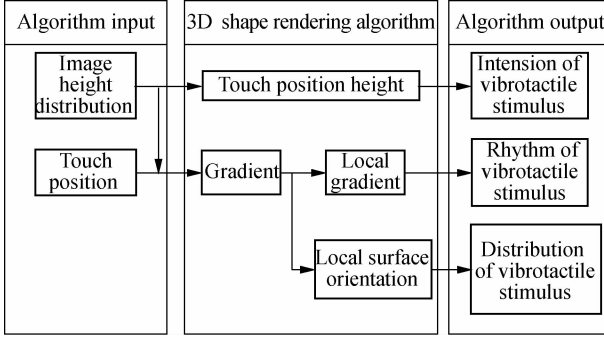 Algorithm input
Image
height
distribution
Touch
position
3D shape rendering algorithm
Touch position height
Gradient
Local
gradient
Local surface
orientation
Algorithm output
Intension of
vibrotactile
stimulus
Rhythm of
vibrotactile
stimulus
Distribution
of vibrotactile
stimulus